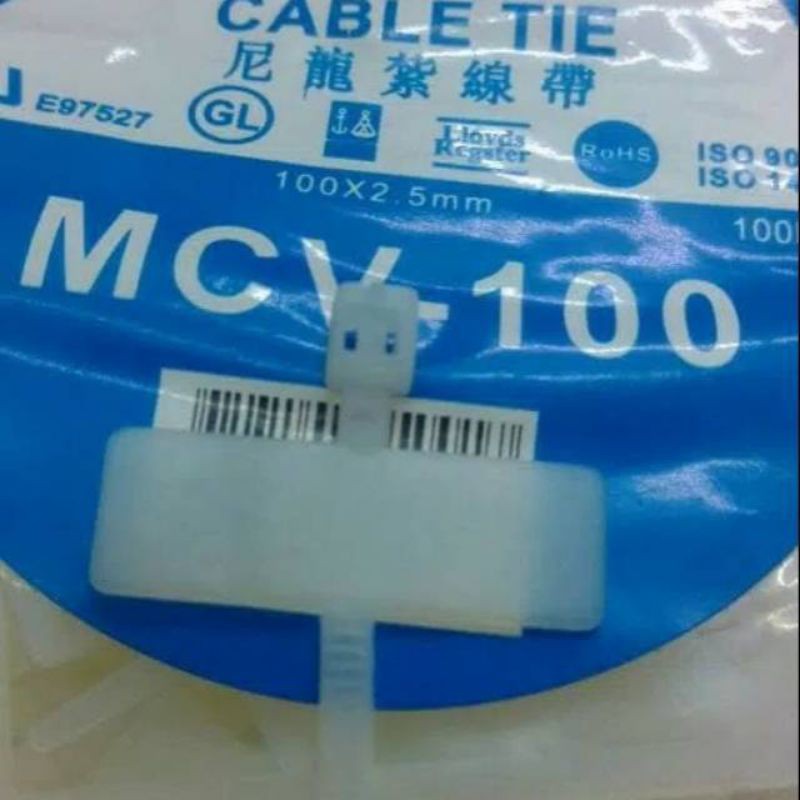 CABLE TIE
尼龍紮線帶
E97527
GL
Lloyds
Register
RoHS
ISO 90
ISO 14
100X2.5mm
100
MCV-100